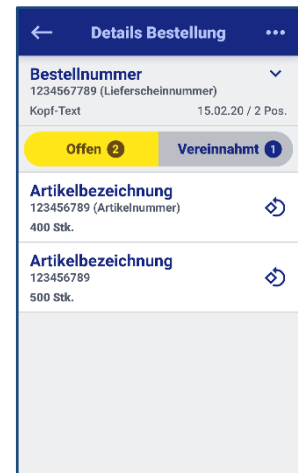 Details Bestellung
Bestellnummer
1234567789 (Lieferscheinnummer)
Kopf-Text 15.02.20 / 2 Pos.
Offen 2 Vereinnahmt 1
Artikelbezeichnung
123456789 (Artikelnummer)
400 Stk.
Artikelbezeichnung
123456789
500 Stk.